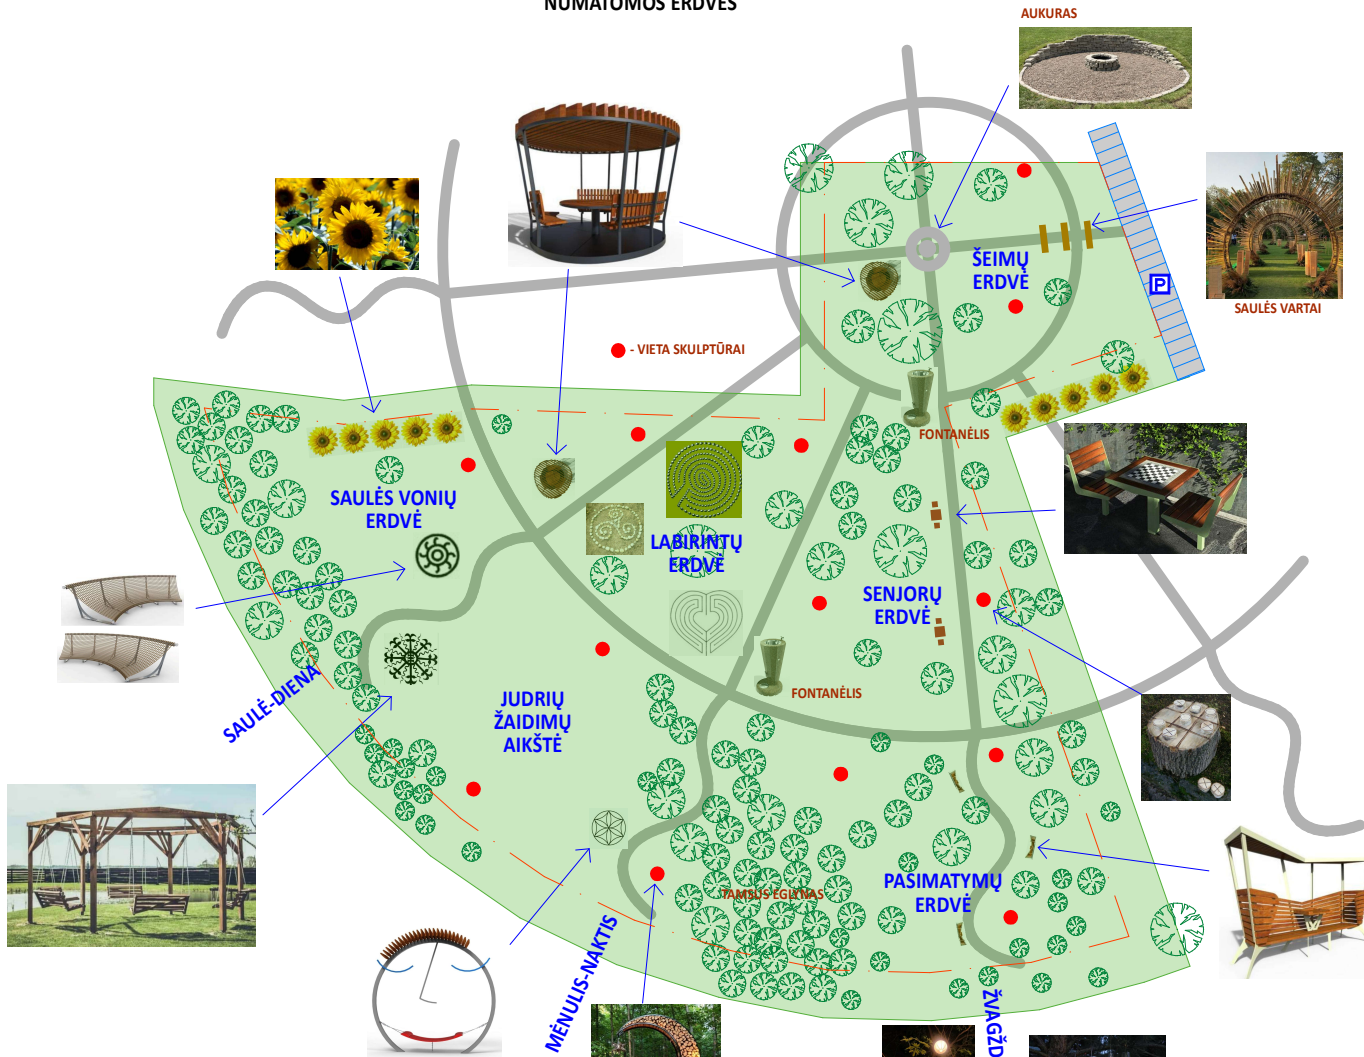 NUMATOMOS ERDVĖS
AUKURAS
ŠEIMŲ
ERDVĖ
P
SAULĖS VARTAI
- VIETA SKULPTŪRAI
FONTANĖLIS
SAULĖS VONIŲ
ERDVĖ
LABIRINTŲ
ERDVĖ
SENJORŲ
ERDVĖ
SAULĖ-DIENA
JUDRIŲ
ŽAIDIMŲ
AIKŠTĖ
FONTANĖLIS
TAMSUS EGLYNAS
PASIMATYMŲ
ERDVĖ
MĖNULIS-NAKTIS
ŽVAGŽD